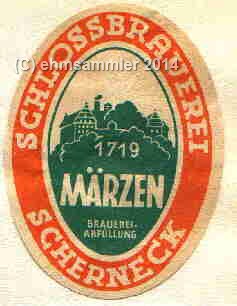 (C) ehmsammler 2014
SCHLOSSBRAUEREI
1719
MÄRZEN
BRAUEREI-
ABFÜLLUNG
SCHERNECK